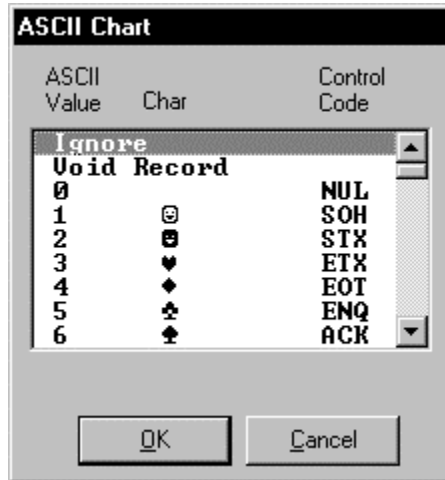 ASCII Chart
ASCII Value Char Control Code
Ignore
Void Record
0 NUL
1 ☺ SOH
2 ☻ STX
3 ♥ ETX
4 ♦ EOT
5 ♣ ENQ
6 ♠ ACK
OK Cancel